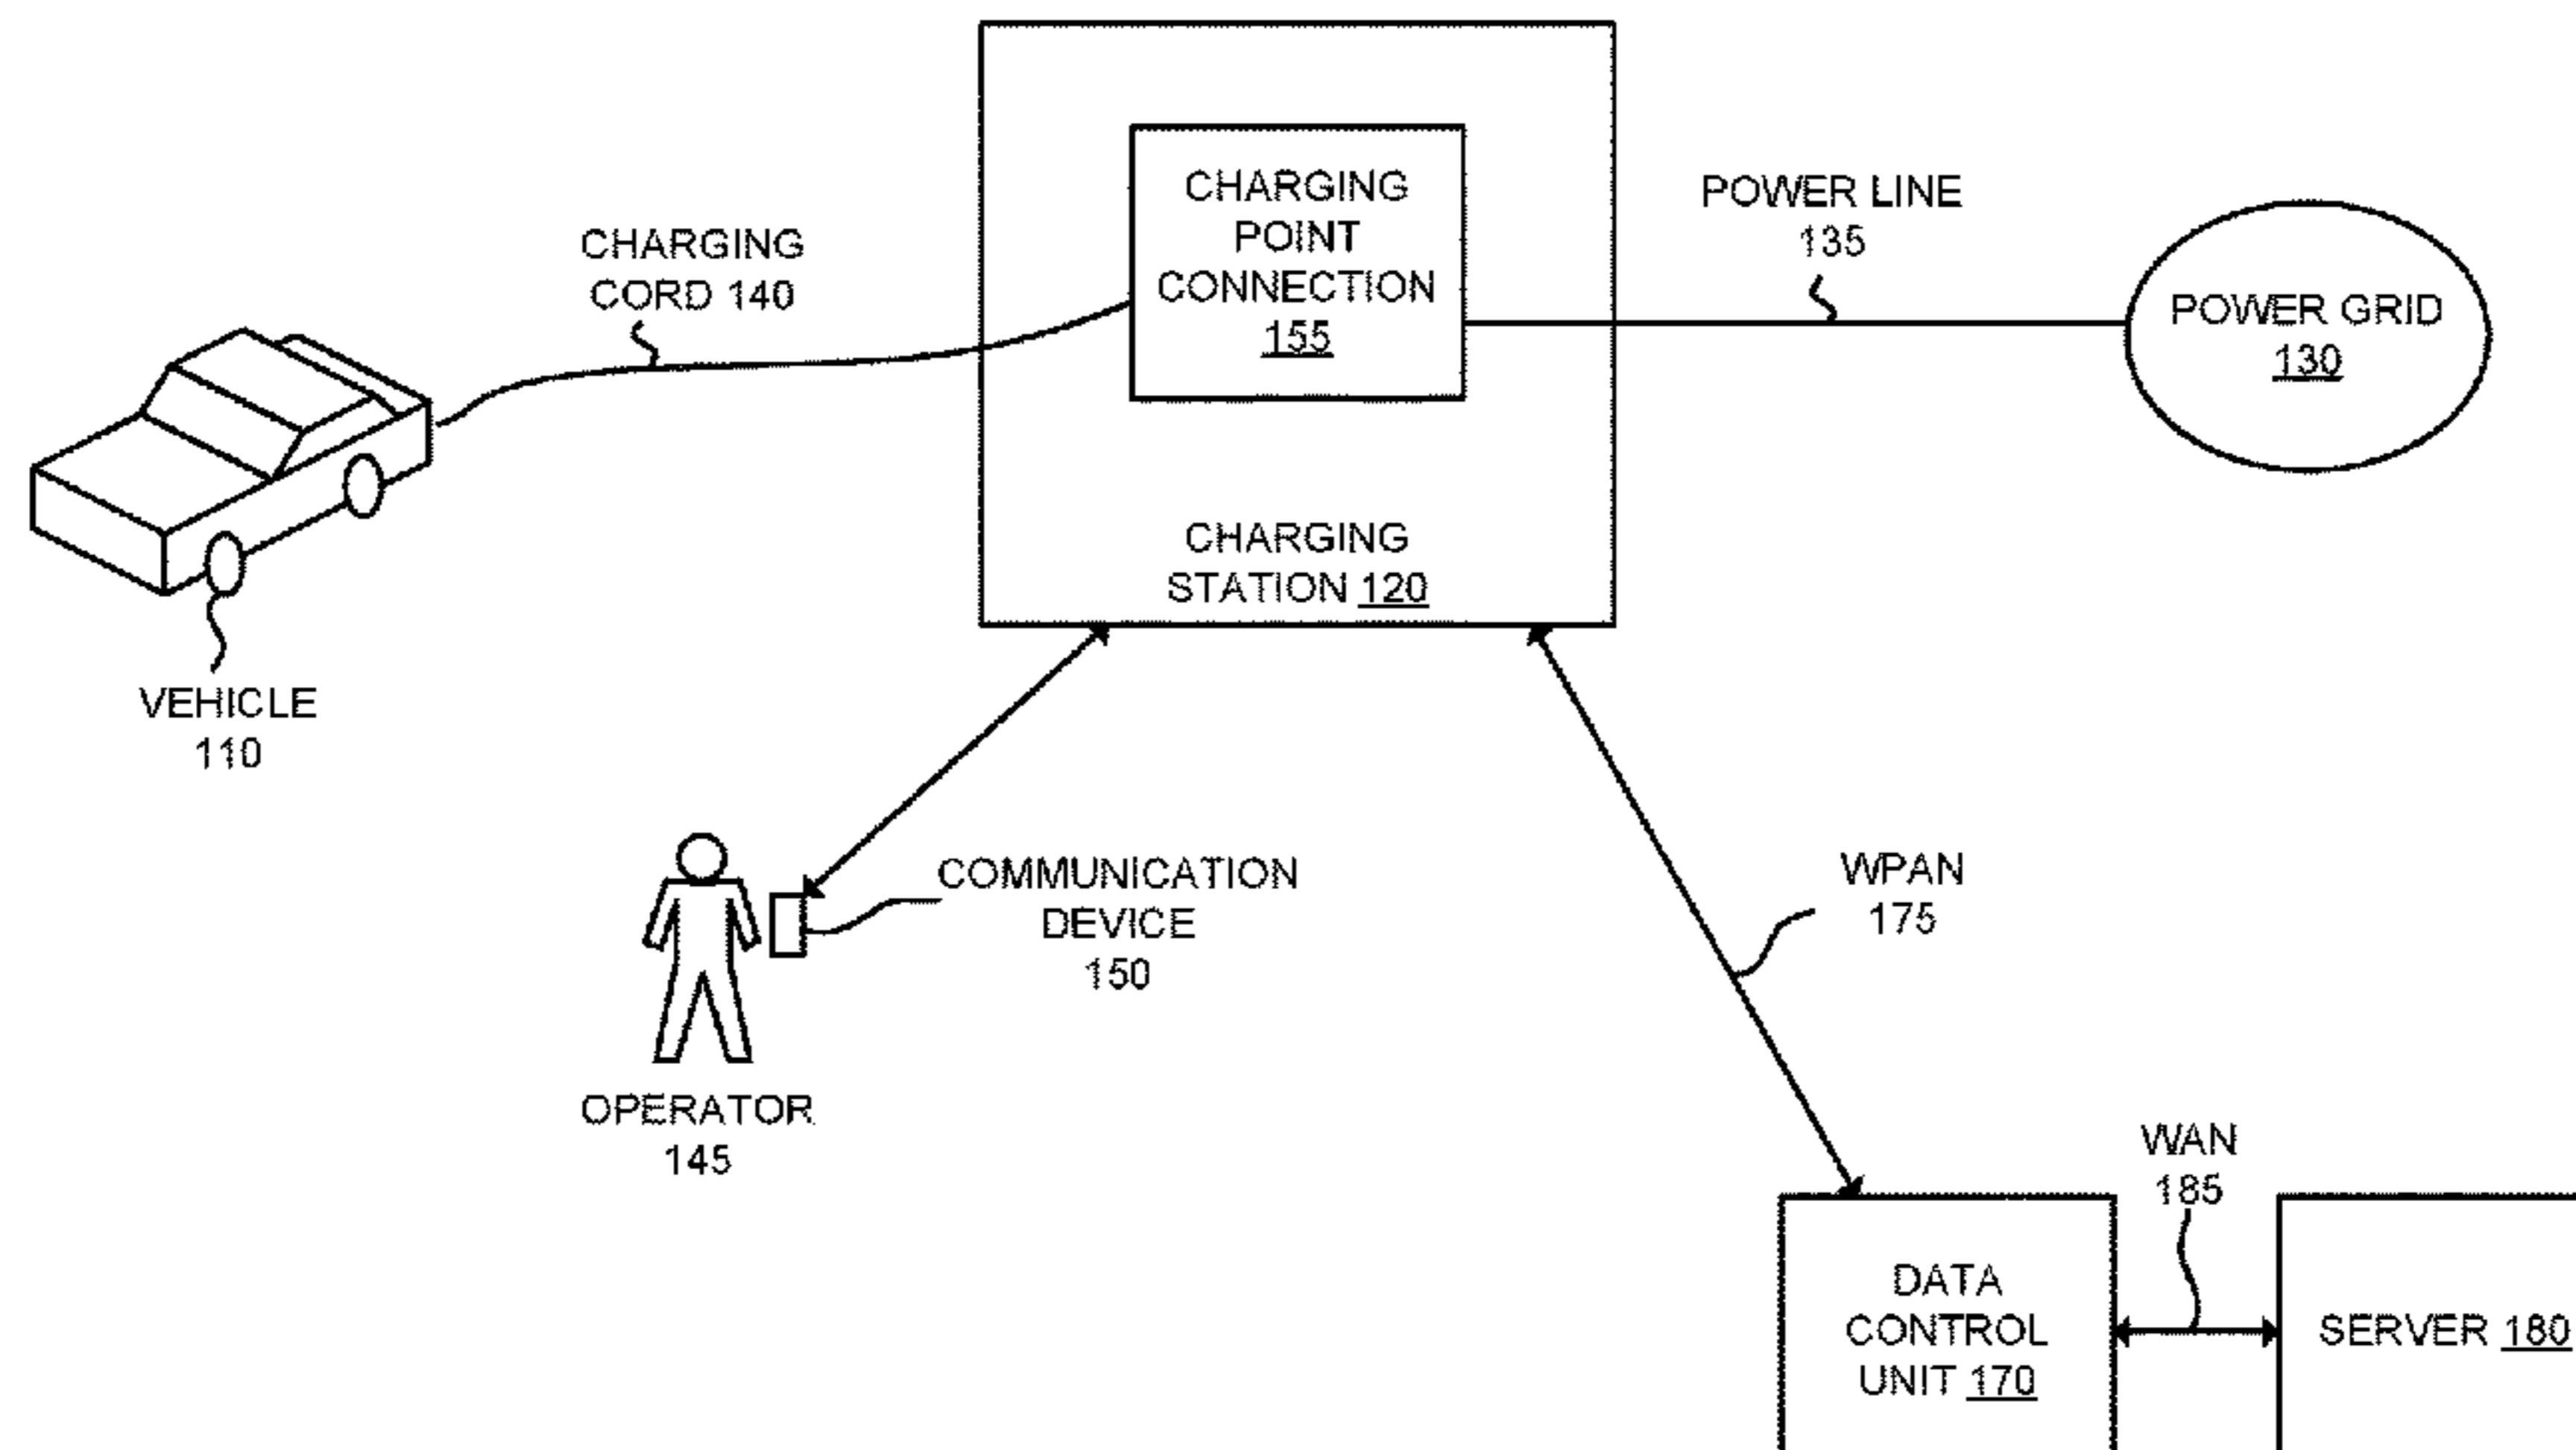 CHARGING
POINT
CONNECTION
155
POWER LINE
135
CHARGING
CORD 140
POWER GRID
130
CHARGING
STATION 120
VEHICLE
110
COMMUNICATION
DEVICE
150
WPAN
175
OPERATOR
145
WAN
185
DATA
CONTROL
UNIT 170
SERVER 180